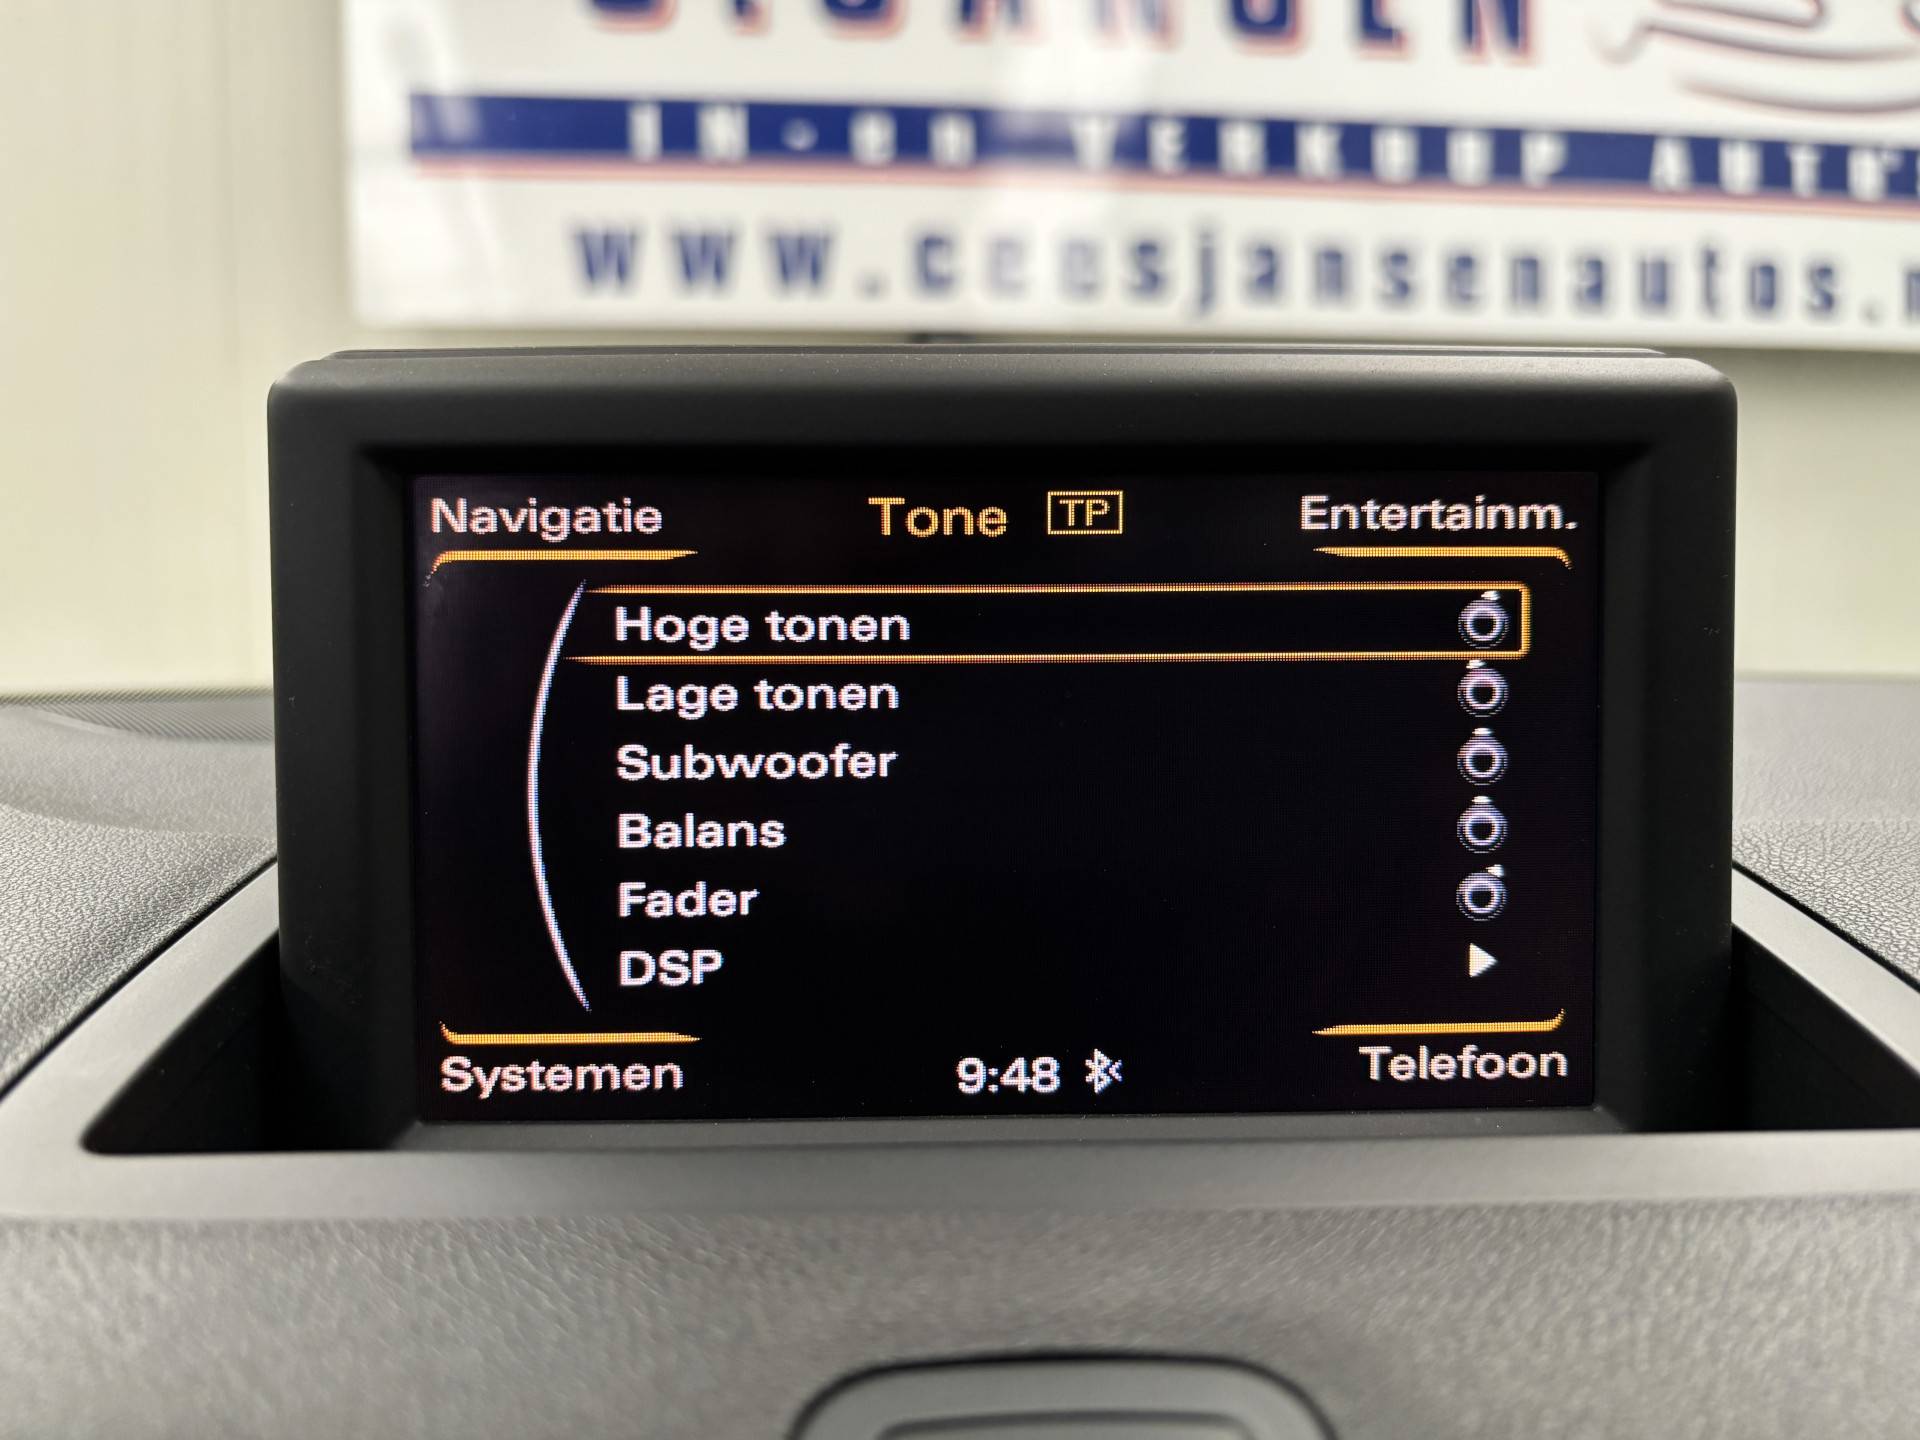 IN-en VERKOOP AUTO'S
www.ceesjansenautos.
Navigatie Tone TP Entertainm.
Hoge tonen
Lage tonen
Subwoofer
Balans
Fader
DSP
Systemen 9:48 Telefoon